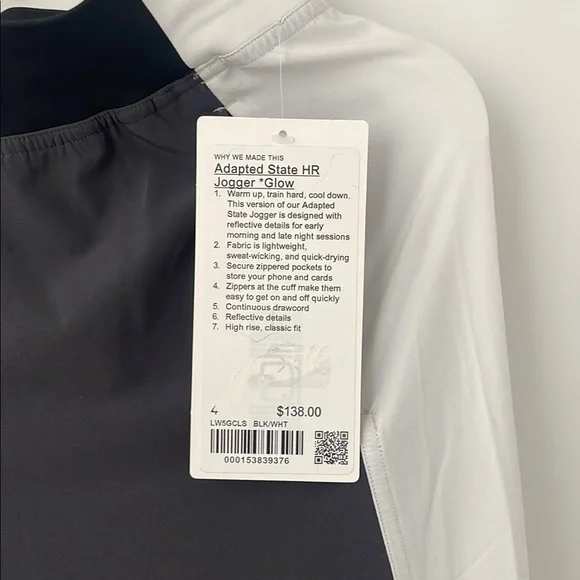 WHY WE MADE THIS
Adapted State HR
Jogger *Glow
1. Warm up, train hard, cool down.
This version of our Adapted
State Jogger is designed with
reflective details for early
morning and late night sessions
2. Fabric is lightweight,
sweat-wicking, and quick-drying
3. Secure zippered pockets to
store your phone and cards
4. Zippers at the cuff make them
easy to get on and off quickly
5. Continuous drawcord
6. Reflective details
7. High rise, classic fit
4 $138.00
LW5GCLS BLK/WHT
000153839376